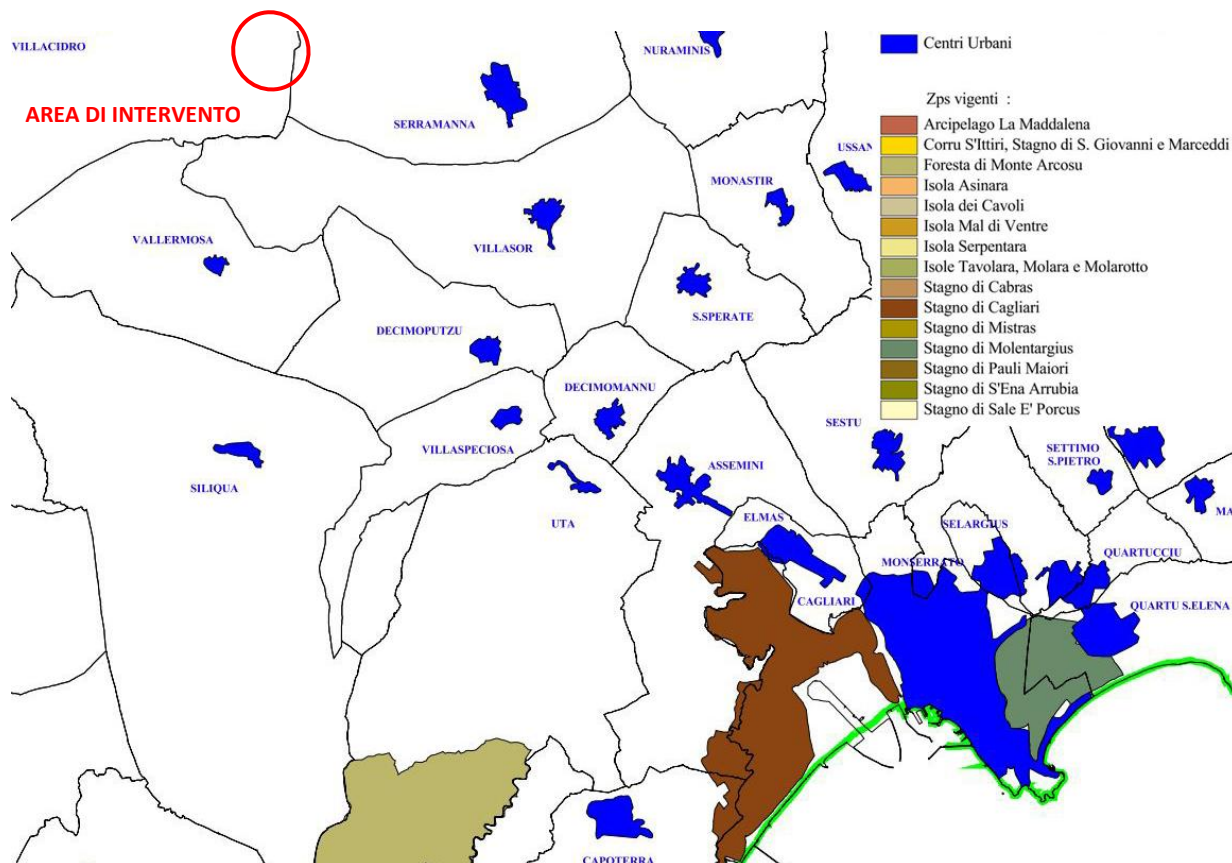 VILLACIDRO
AREA DI INTERVENTO
NURAMINIS
SERRAMANNA
USSAN
MONASTIR
VALLERMOSA
VILLASOR
S.SPERATE
DECIMOPUTZU
DECIMOMANNU
VILLASPECIOSA
SESTU
SETTIMO
S.PIETRO
SILIQUA
ASSEMINI
UTA
ELMAS
SELARGIUS
MA
MONSERRATO
QUARTUCCIU
CAGLIARI
QUARTU S.ELENA
CAPOTERRA
Centri Urbani
Zps vigenti :
Arcipelago La Maddalena
Corru S'Ittiri, Stagno di S. Giovanni e Marceddi
Foresta di Monte Arcosu
Isola Asinara
Isola dei Cavoli
Isola Mal di Ventre
Isola Serpentara
Isole Tavolara, Molara e Molarotto
Stagno di Cabras
Stagno di Cagliari
Stagno di Mistras
Stagno di Molentargius
Stagno di Pauli Maiori
Stagno di S'Ena Arrubia
Stagno di Sale E' Porcus